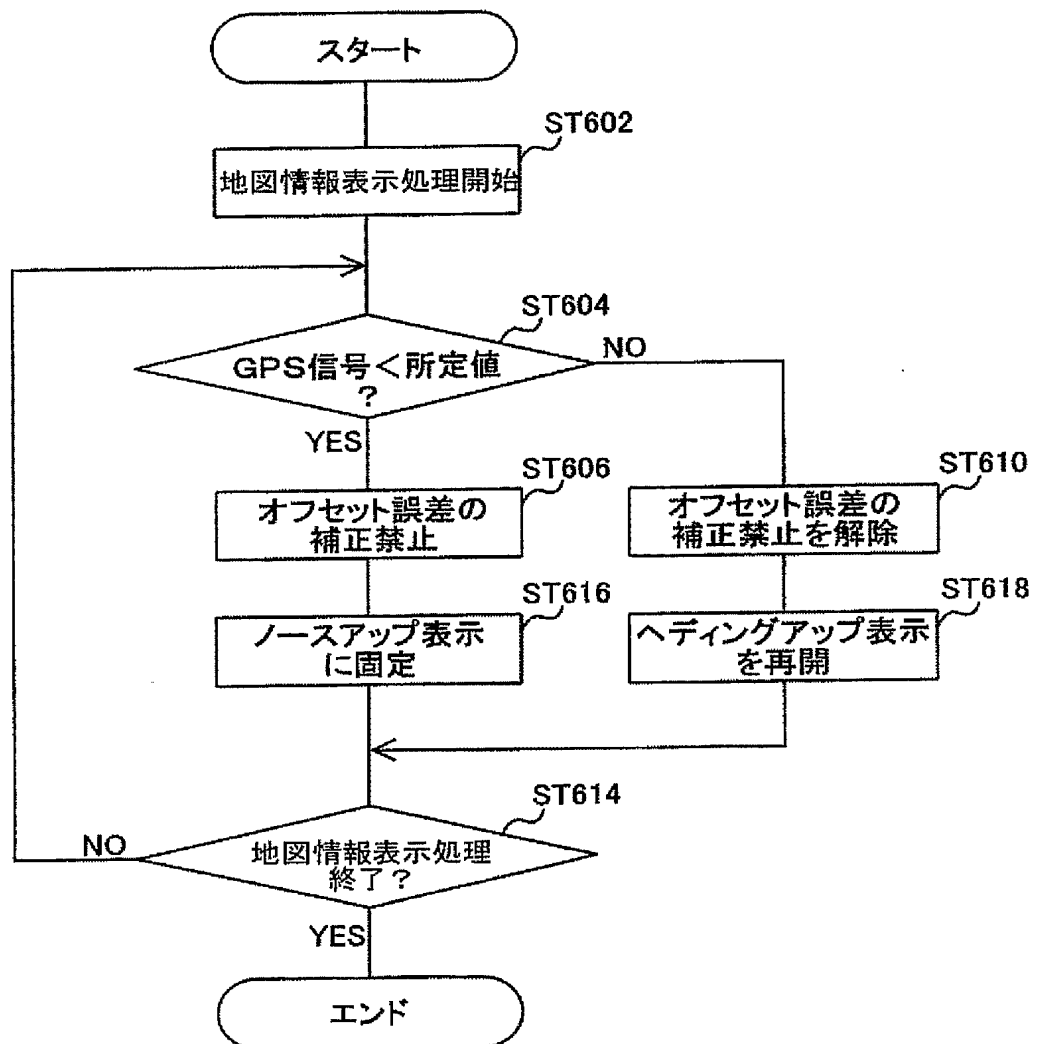 スタート
ST602
地図情報表示処理開始
ST604
GPS信号<所定値
?
NO
YES
ST606
オフセット誤差の
補正禁止
ST610
オフセット誤差の
補正禁止を解除
ST616
ノースアップ表示
に固定
ST618
ヘディングアップ表示
を再開
ST614
地図情報表示処理
終了?
NO
YES
エンド